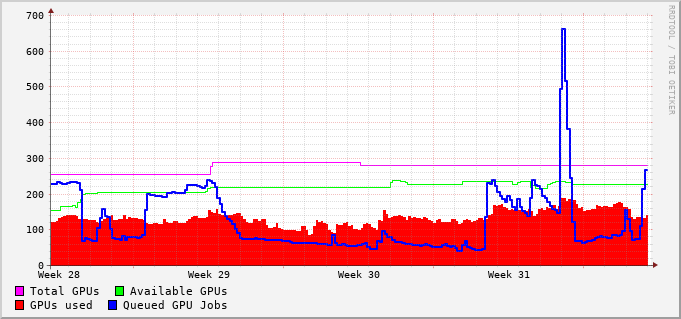 700
600
500
400
300
200
100
0
Week 28 Week 29 Week 30 Week 31
Total GPUs Available GPUs
GPUs used Queued GPU Jobs
RRDTOOL / TOBI OETIKER